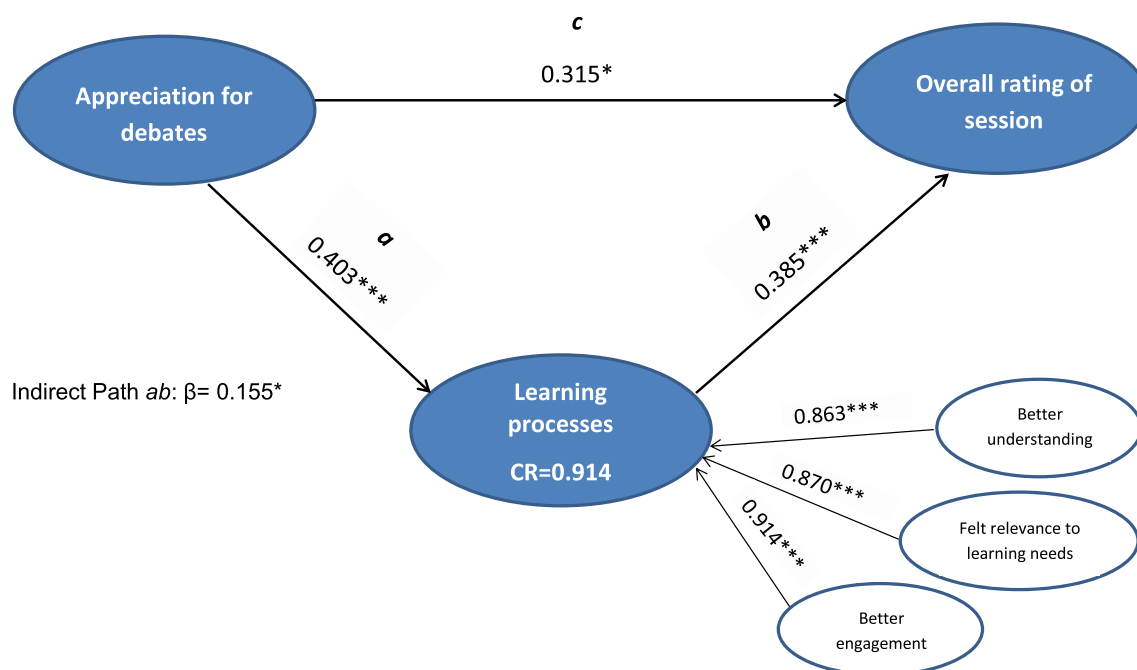 c
0.315*
Appreciation for
debates
Overall rating of
session
a
0.403***
b
0.385***
Indirect Path ab: β= 0.155*
Learning
processes
CR=0.914
0.863***
Better
understanding
0.870***
Felt relevance to
learning needs
0.914***
Better
engagement